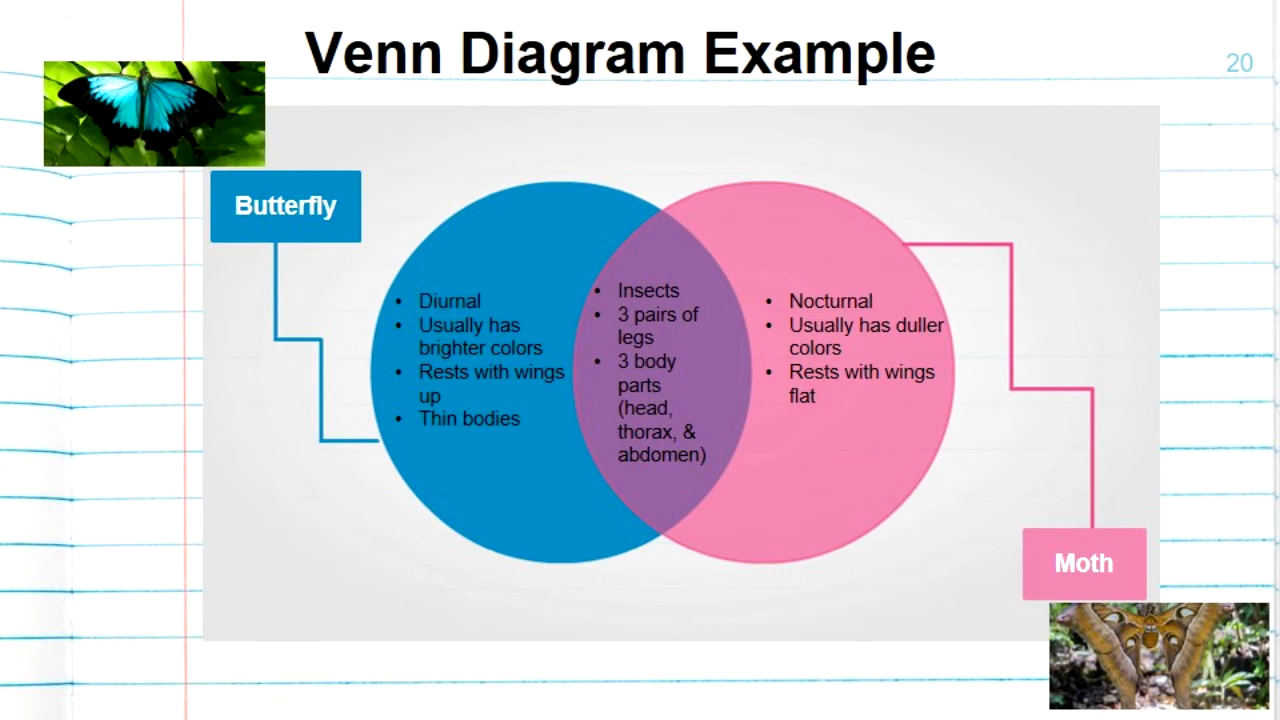 Venn Diagram Example
20
Butterfly
• Diurnal
• Usually has
brighter colors
• Rests with wings
up
• Thin bodies
• Insects
• 3 pairs of
legs
• 3 body
parts
(head,
thorax, &
abdomen)
• Nocturnal
• Usually has duller
colors
• Rests with wings
flat
Moth